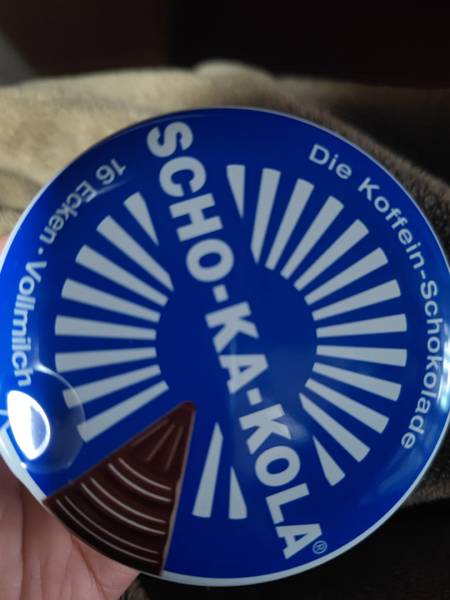 Die Koffein-Schokolade
SCHO-KA-KOLA®
16 Ecken · Vollmilch